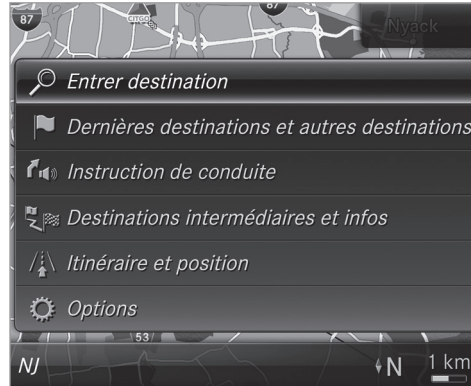 87
CITGO
87
Nyack
Entrer destination
Dernières destinations et autres destinations
Instruction de conduite
Destinations intermédiaires et infos
Itinéraire et position
Options
53
NJ
N
1 km